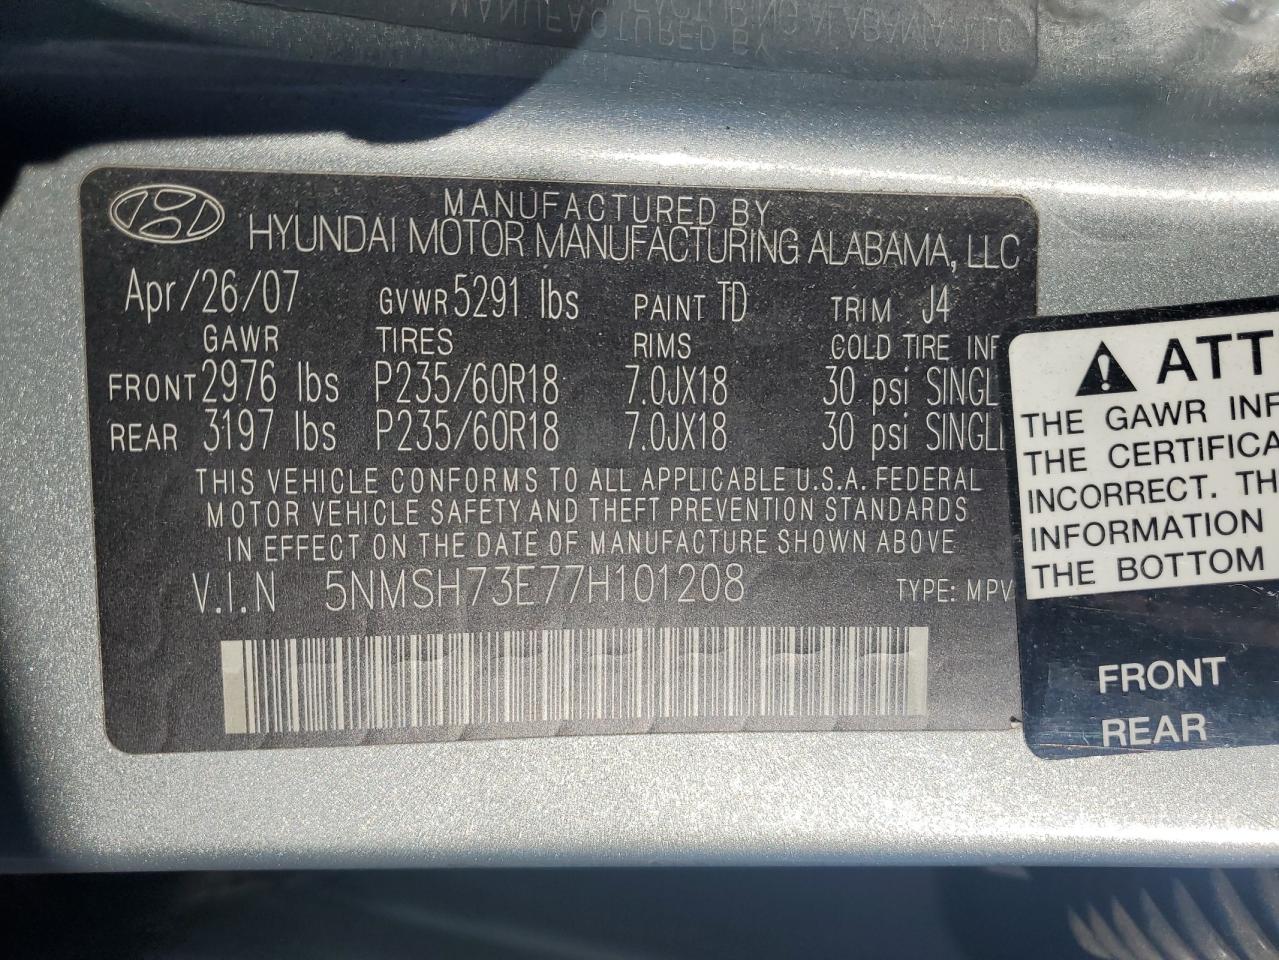 MANUFACTURED BY
HYUNDAI MOTOR MANUFACTURING ALABAMA, LLC
Apr/26/07 GVWR 5291 lbs PAINT TD TRIM J4
GAWR TIRES RIMS COLD TIRE INF
FRONT 2976 lbs P235/60R18 7.0JX18 30 psi SINGL
REAR 3197 lbs P235/60R18 7.0JX18 30 psi SINGL
THIS VEHICLE CONFORMS TO ALL APPLICABLE U.S.A. FEDERAL
MOTOR VEHICLE SAFETY AND THEFT PREVENTION STANDARDS
IN EFFECT ON THE DATE OF MANUFACTURE SHOWN ABOVE
V.I.N 5NMSH73E77H101208 TYPE: MPV
ATT
THE GAWR INF
THE CERTIFICA
INCORRECT. TH
INFORMATION
THE BOTTOM
FRONT
REAR